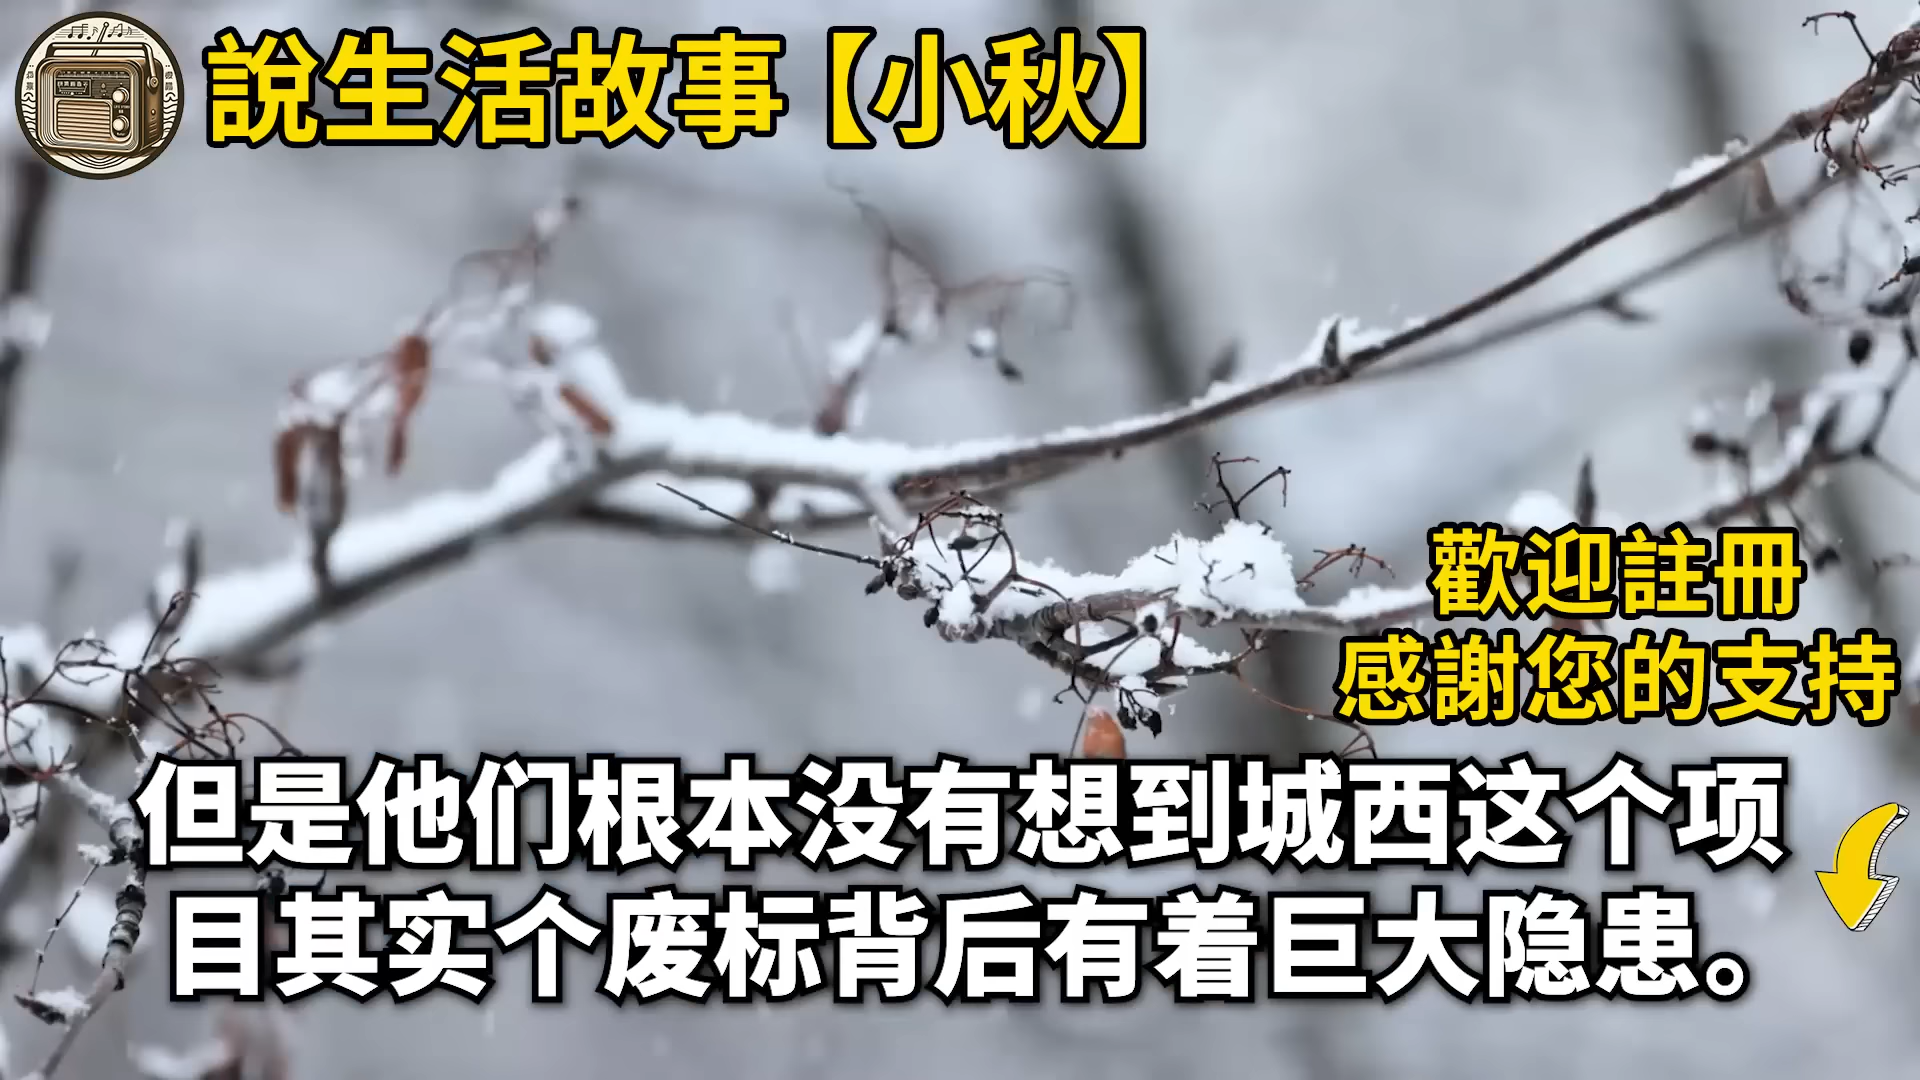 說生活故事【小秋】
歡迎註冊
感謝您的支持
但是他们根本没有想到城西这个项
目其实个废标背后有着巨大隐患。